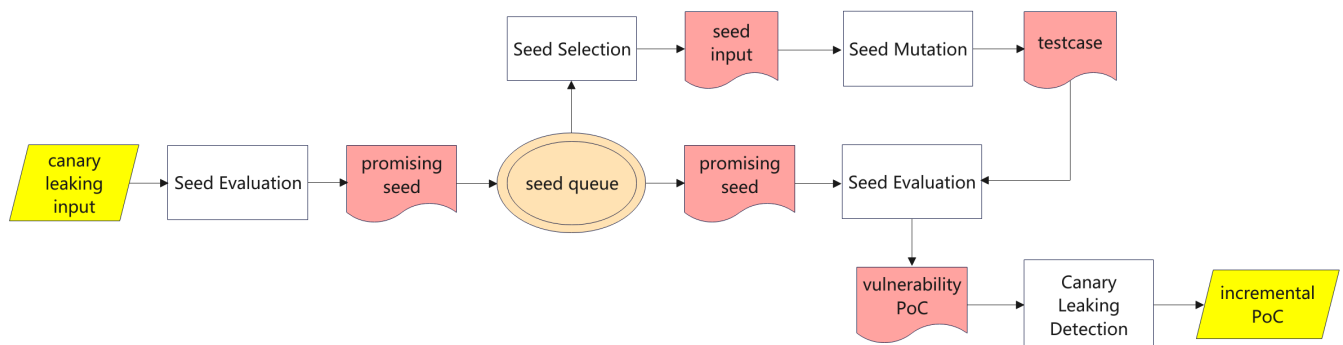 Seed Selection
seed
input
Seed Mutation
testcase
canary
leaking
input
Seed Evaluation
promising
seed
seed queue
promising
seed
Seed Evaluation
vulnerability
PoC
Canary
Leaking
Detection
incremental
PoC